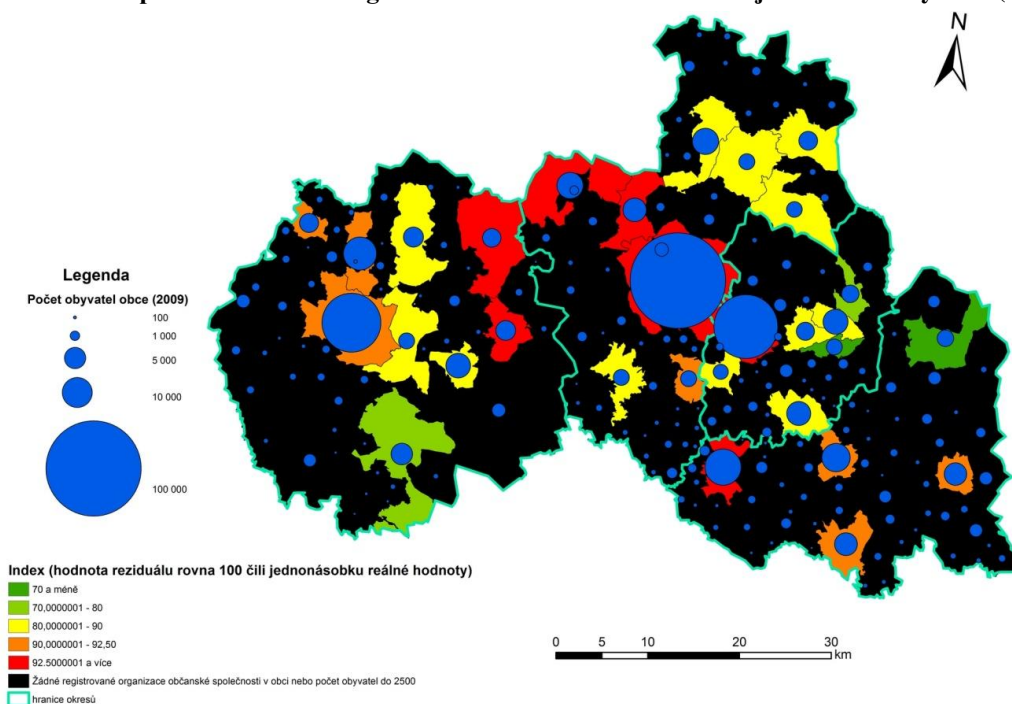 N
Legenda
Počet obyvatel obce (2009)
100
1 000
5 000
10 000
100 000
Index (hodnota reziduálu rovna 100 čili jednonásobku reálné hodnoty)
70 a méně
70,0000001 - 80
80,0000001 - 90
90,0000001 - 92,50
92.5000001 a více
Žádné registrované organizace občanské společnosti v obci nebo počet obyvatel do 2500
hranice okresů
0 5 10 20 30
km